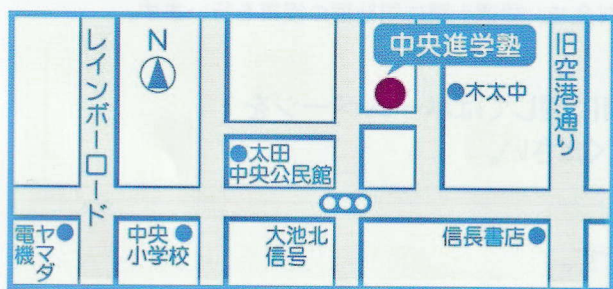 レインボーロード
N
中央進学塾
木太中
旧空港通り
太田
中央公民館
ヤマダ
電機
中央
小学校
大池北
信号
信長書店